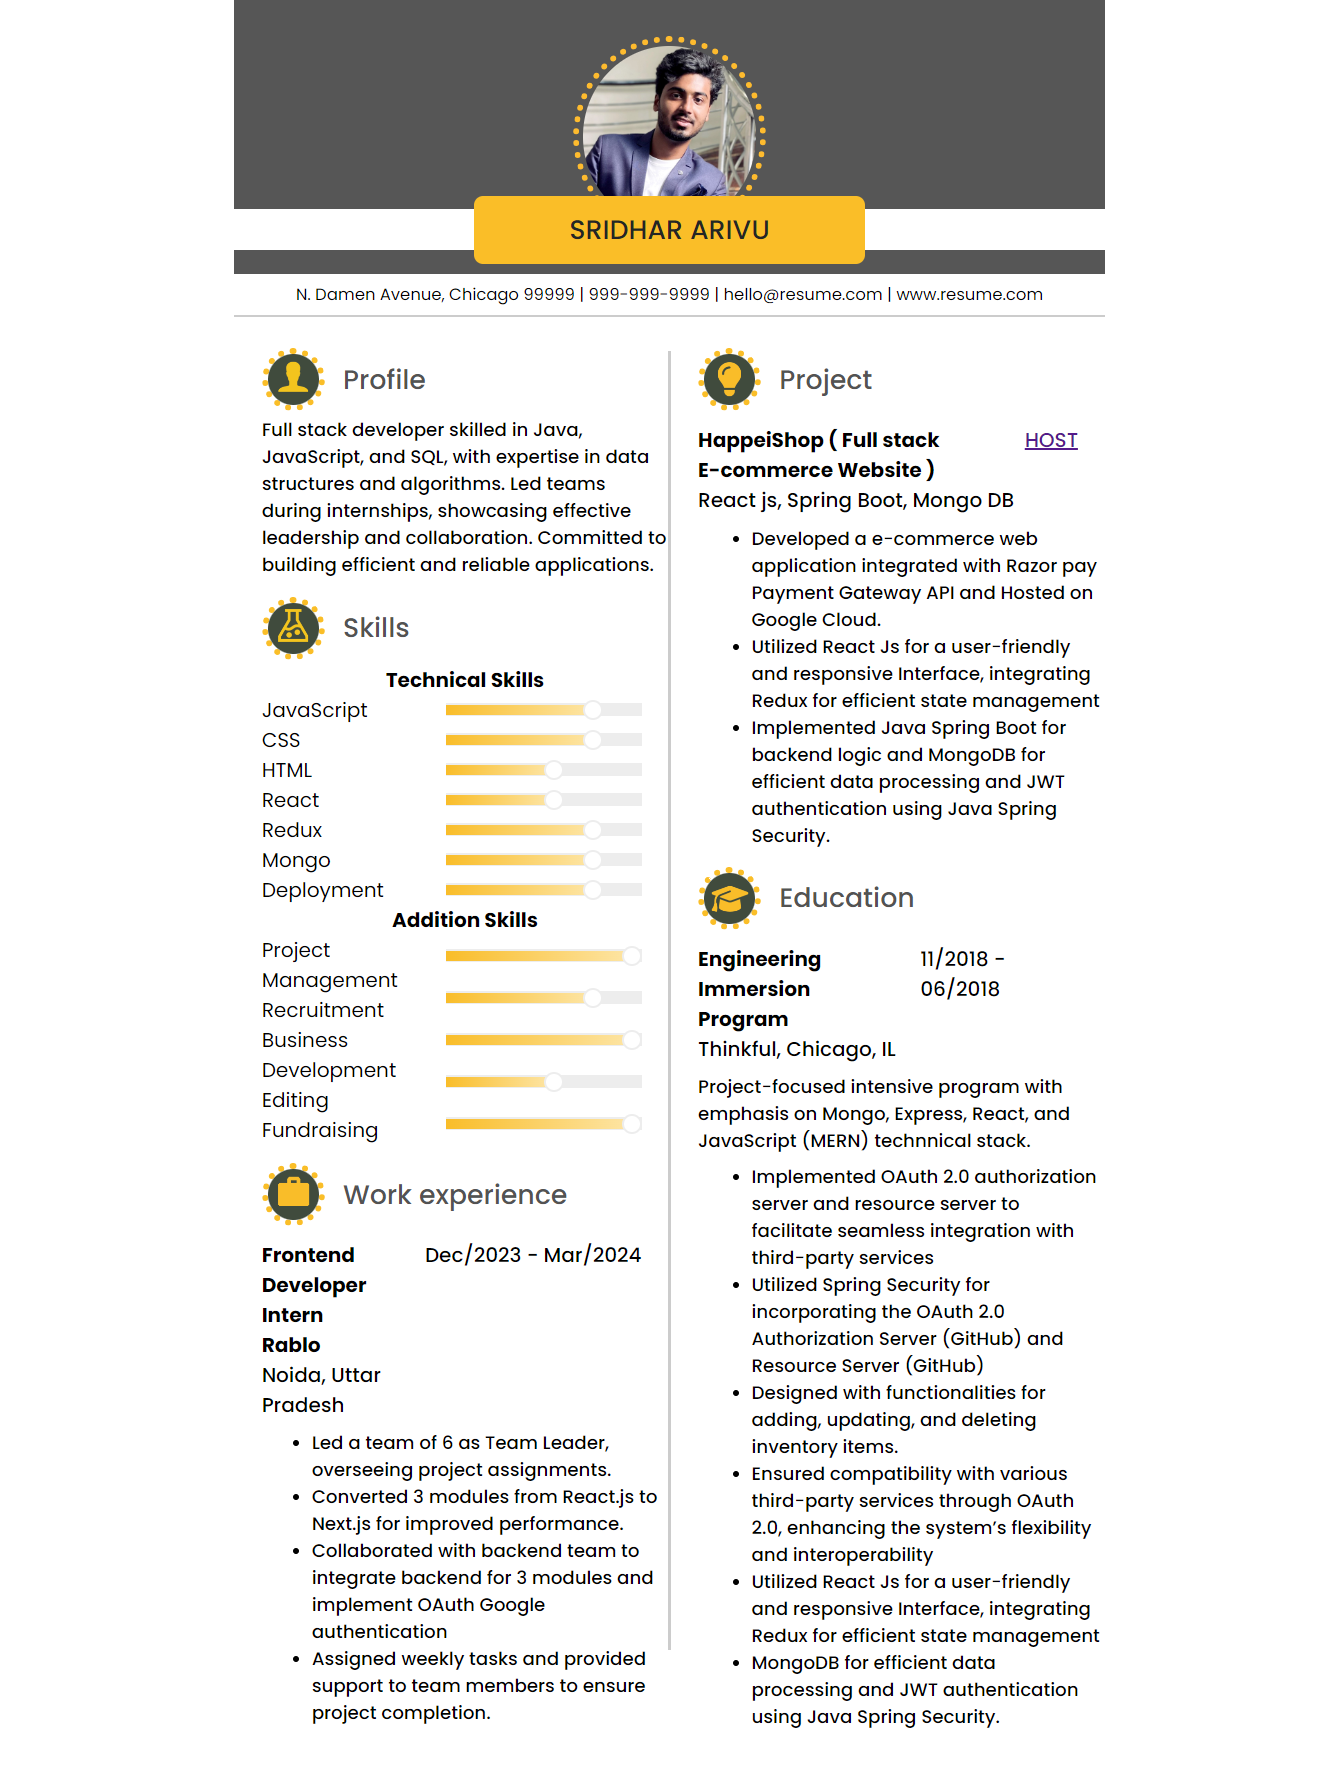 SRIDHAR ARIVU
N. Damen Avenue, Chicago 99999 | 999-999-9999 | hello@resume.com | www.resume.com
Profile
Full stack developer skilled in Java,
JavaScript, and SQL, with expertise in data
structures and algorithms. Led teams
during internships, showcasing effective
leadership and collaboration. Committed to
building efficient and reliable applications.
Skills
Technical Skills
JavaScript
CSS
HTML
React
Redux
Mongo
Deployment
Addition Skills
Project
Management
Recruitment
Business
Development
Editing
Fundraising
Work experience
Frontend
Developer
Intern
Rablo
Noida, Uttar
Pradesh
Dec/2023 - Mar/2024
• Led a team of 6 as Team Leader,
overseeing project assignments.
• Converted 3 modules from React.js to
Next.js for improved performance.
• Collaborated with backend team to
integrate backend for 3 modules and
implement OAuth Google
authentication
• Assigned weekly tasks and provided
support to team members to ensure
project completion.
Project
HappeiShop ( Full stack
E-commerce Website )
HOST
React js, Spring Boot, Mongo DB
• Developed a e-commerce web
application integrated with Razor pay
Payment Gateway API and Hosted on
Google Cloud.
• Utilized React Js for a user-friendly
and responsive Interface, integrating
Redux for efficient state management
• Implemented Java Spring Boot for
backend logic and MongoDB for
efficient data processing and JWT
authentication using Java Spring
Security.
Education
Engineering
Immersion
Program
11/2018 -
06/2018
Thinkful, Chicago, IL
Project-focused intensive program with
emphasis on Mongo, Express, React, and
JavaScript (MERN) technnical stack.
• Implemented OAuth 2.0 authorization
server and resource server to
facilitate seamless integration with
third-party services
• Utilized Spring Security for
incorporating the OAuth 2.0
Authorization Server (GitHub) and
Resource Server (GitHub)
• Designed with functionalities for
adding, updating, and deleting
inventory items.
• Ensured compatibility with various
third-party services through OAuth
2.0, enhancing the system’s flexibility
and interoperability
• Utilized React Js for a user-friendly
and responsive Interface, integrating
Redux for efficient state management
• MongoDB for efficient data
processing and JWT authentication
using Java Spring Security.